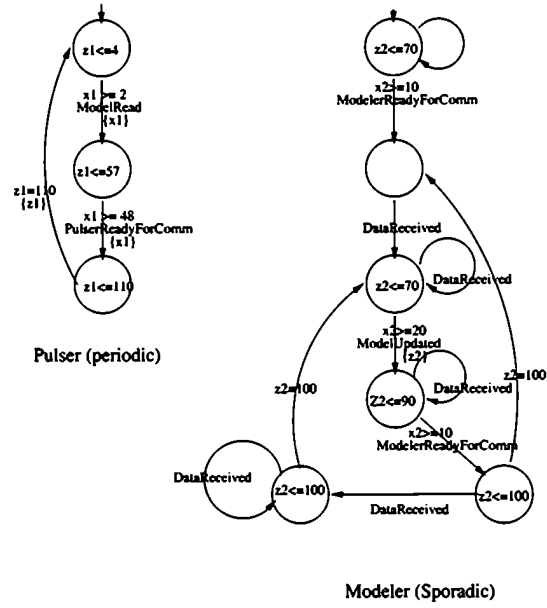 z1<=4
x1 >= 2
ModelRead
{x1}
z1<=57
z1=110
{z1}
x1 >= 48
PulserReadyForComm
{x1}
z1<=110
Pulser (periodic)
z2<=70
x2>=10
ModelerReadyForComm
DataReceived
z2<=70
DataReceived
x2>=20
ModelUpdated
{z2}
z2=100
z2=100
Z2<=90
DataReceived
x2>=10
ModelerReadyForComm
DataReceived
z2<=100
z2<=100
DataReceived
Modeler (Sporadic)